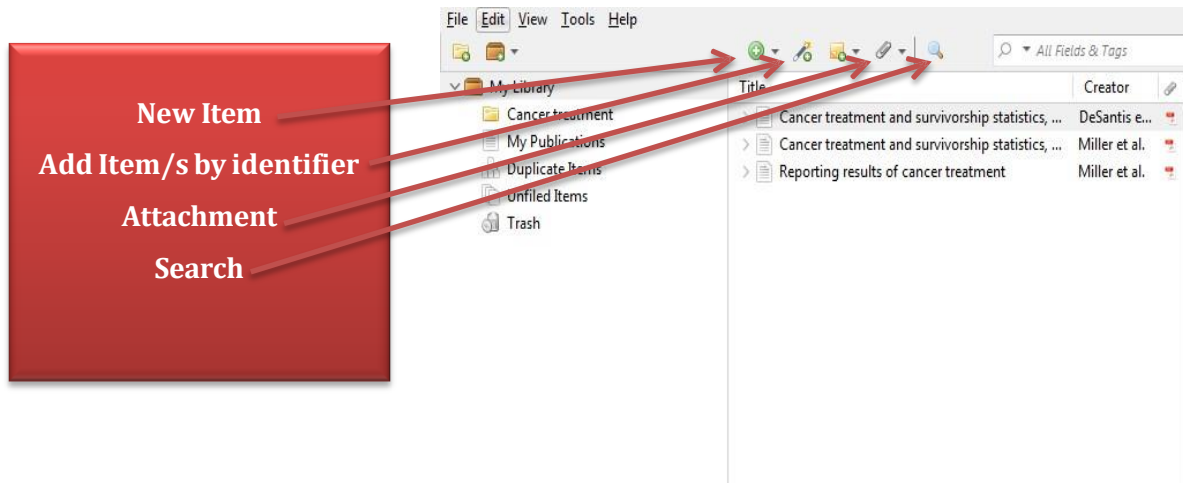 File Edit View Tools Help
All Fields & Tags
New Item
Add Item/s by identifier
Attachment
Search
My Library
Cancer treatment
My Publications
Duplicate Items
Unfiled Items
Trash
Title Creator
Cancer treatment and survivorship statistics, ... DeSantis e...
Cancer treatment and survivorship statistics, ... Miller et al.
Reporting results of cancer treatment Miller et al.